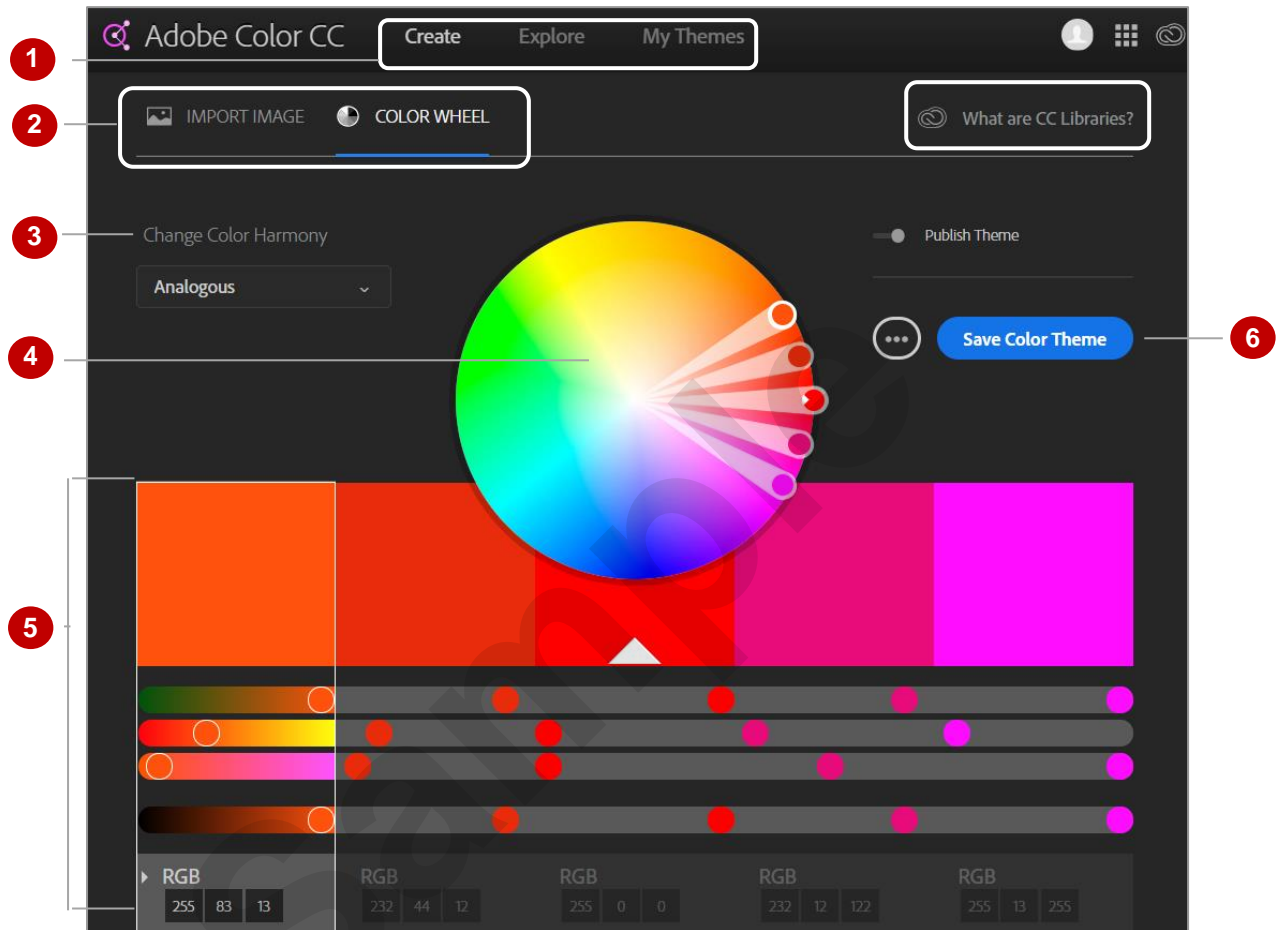 Adobe Color CC Create Explore My Themes
1
2
IMPORT IMAGE COLOR WHEEL What are CC Libraries?
3
Change Color Harmony Publish Theme
Analogous
4
Save Color Theme
6
5
RGB RGB RGB RGB RGB
255 83 13 232 44 12 255 0 0 232 12 122 255 13 255
Sample